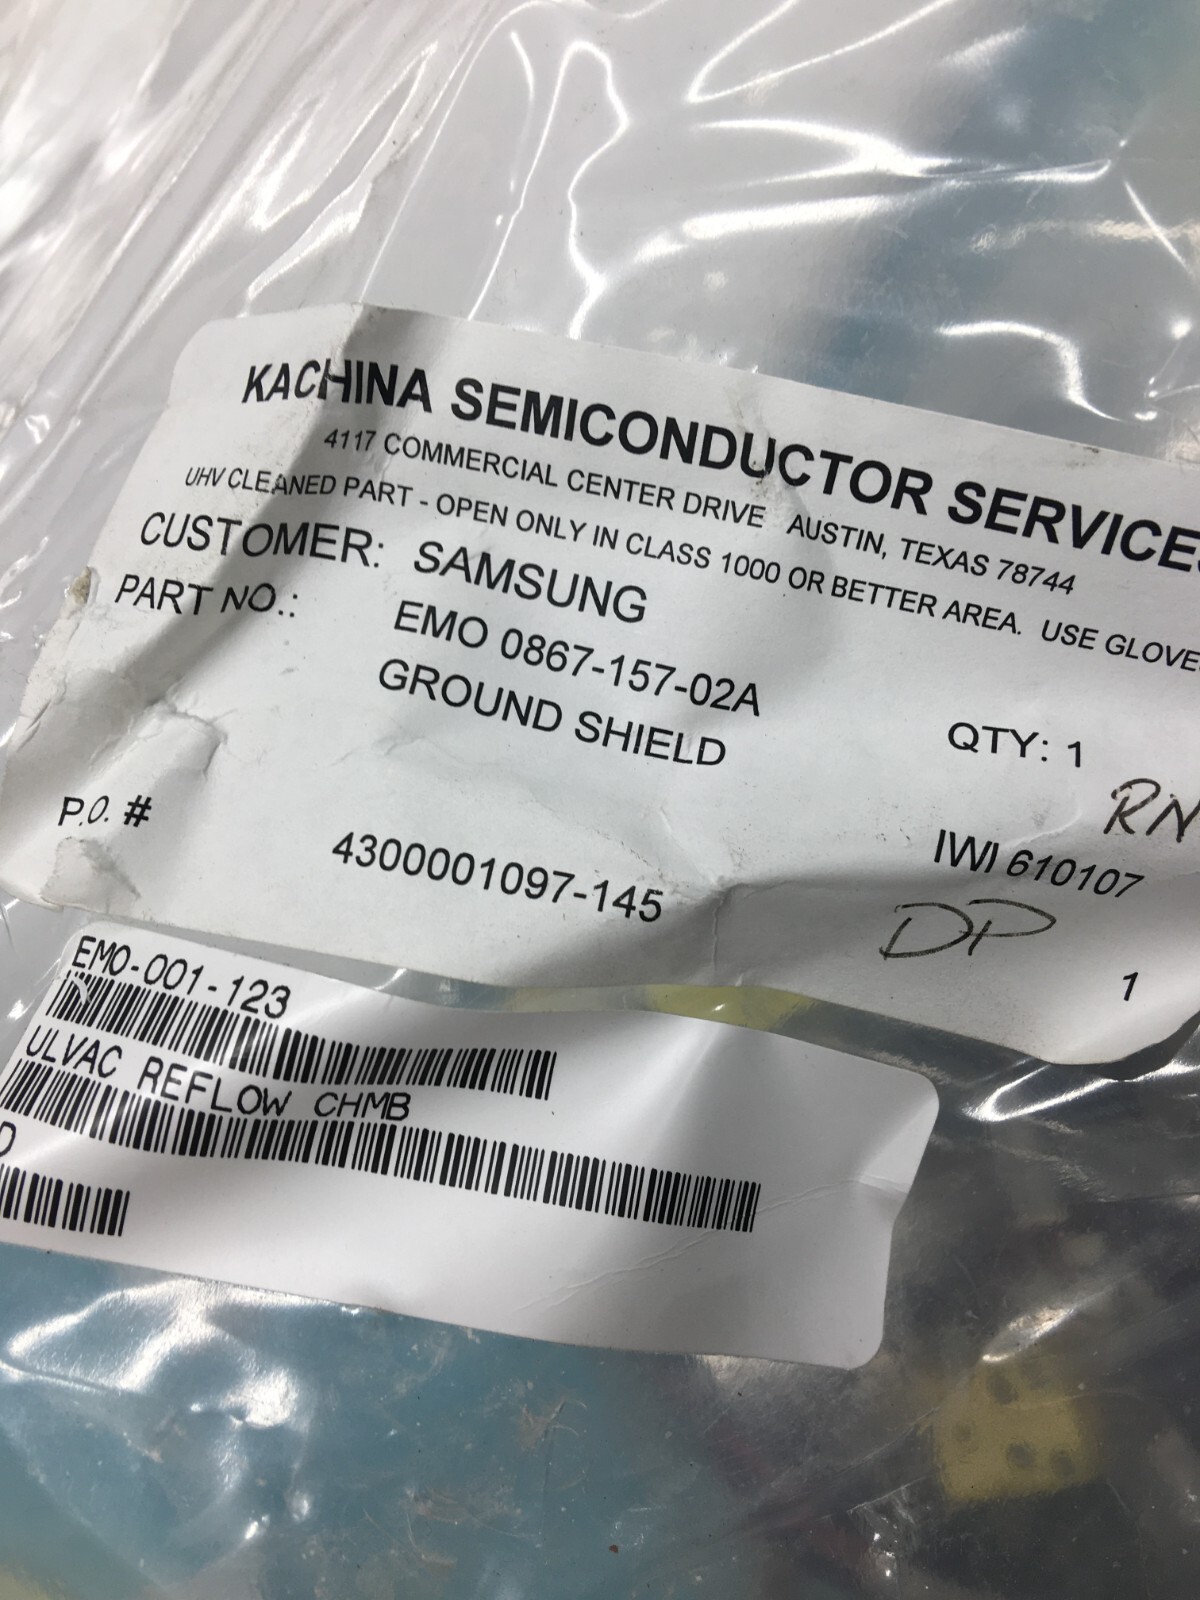 KACHINA SEMICONDUCTOR SERVICES
4117 COMMERCIAL CENTER DRIVE AUSTIN, TEXAS 78744
UHV CLEANED PART - OPEN ONLY IN CLASS 1000 OR BETTER AREA. USE GLOVE
CUSTOMER: SAMSUNG
PART NO.: EMO 0867-157-02A
GROUND SHIELD
QTY: 1
RN
P.O. # 4300001097-145
IWI 610107
DP
1
EMO-001-123
ULVAC REFLOW CHMB
D